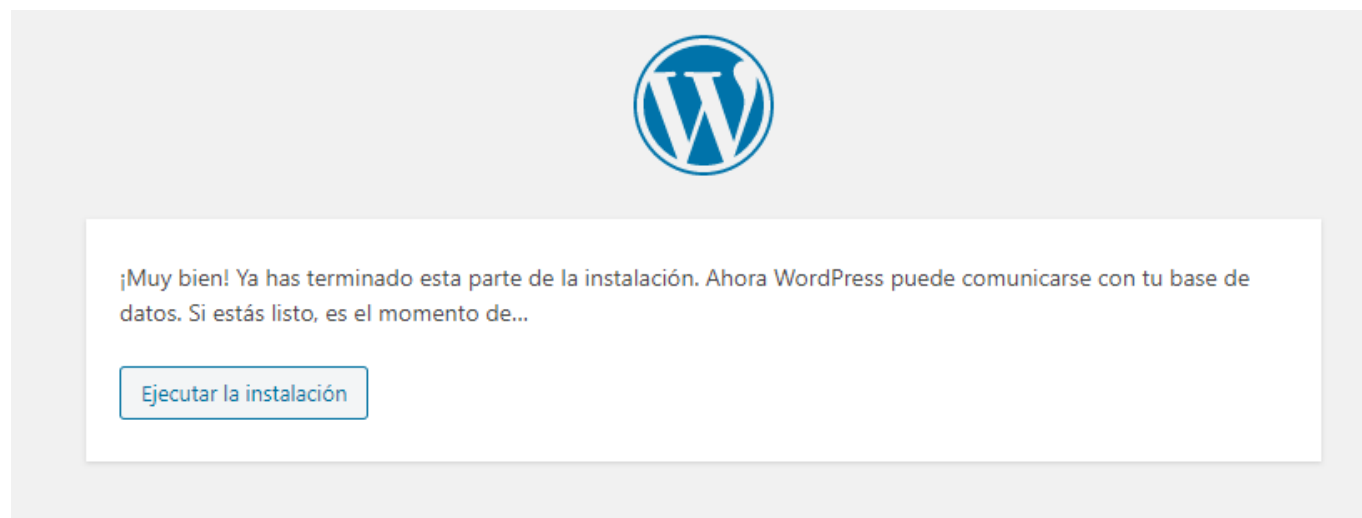 ¡Muy bien! Ya has terminado esta parte de la instalación. Ahora WordPress puede comunicarse con tu base de
datos. Si estás listo, es el momento de...
Ejecutar la instalación